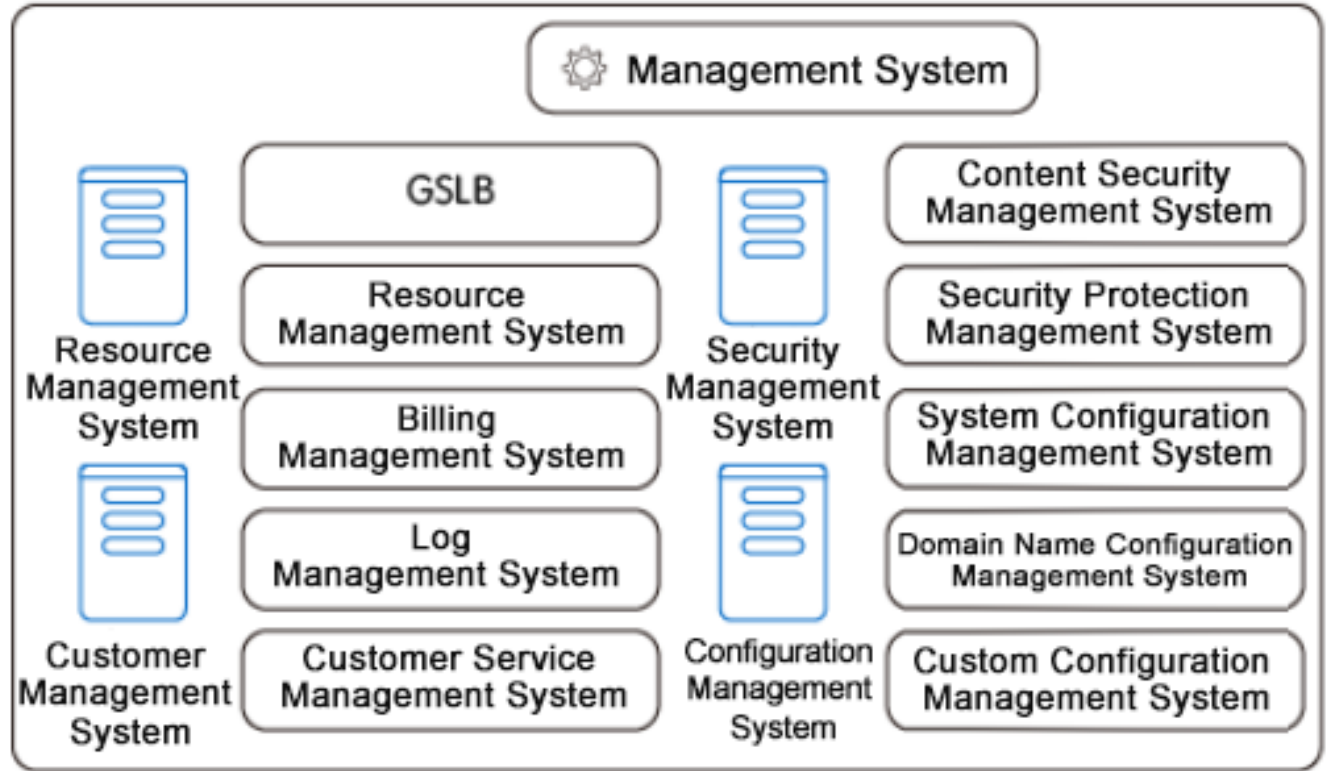 Management System
GSLB
Resource
Management System
Billing
Management System
Log
Management System
Customer Service
Management System
Resource
Management
System
Customer
Management
System
Content Security
Management System
Security Protection
Management System
System Configuration
Management System
Domain Name Configuration
Management System
Custom Configuration
Management System
Security
Management
System
Configuration
Management
System